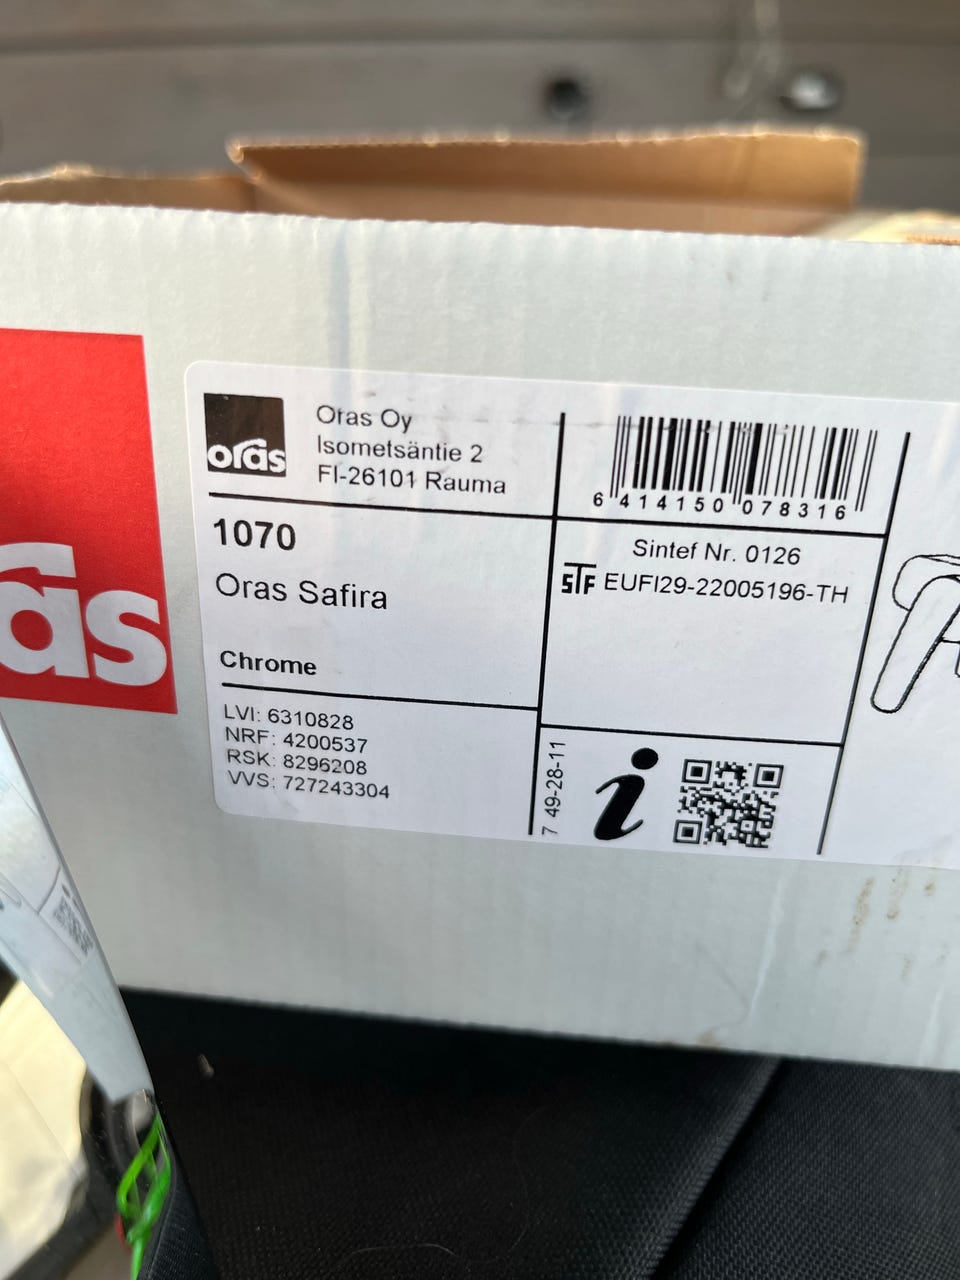 oras
Oras Oy
Isometsäntie 2
FI-26101 Rauma
6 414150 078316
1070
Oras Safira
Chrome
Sintef Nr. 0126
STF EUFI29-22005196-TH
LVI: 6310828
NRF: 4200537
RSK: 8296208
VVS: 727243304
7 49-28-11
i
ras